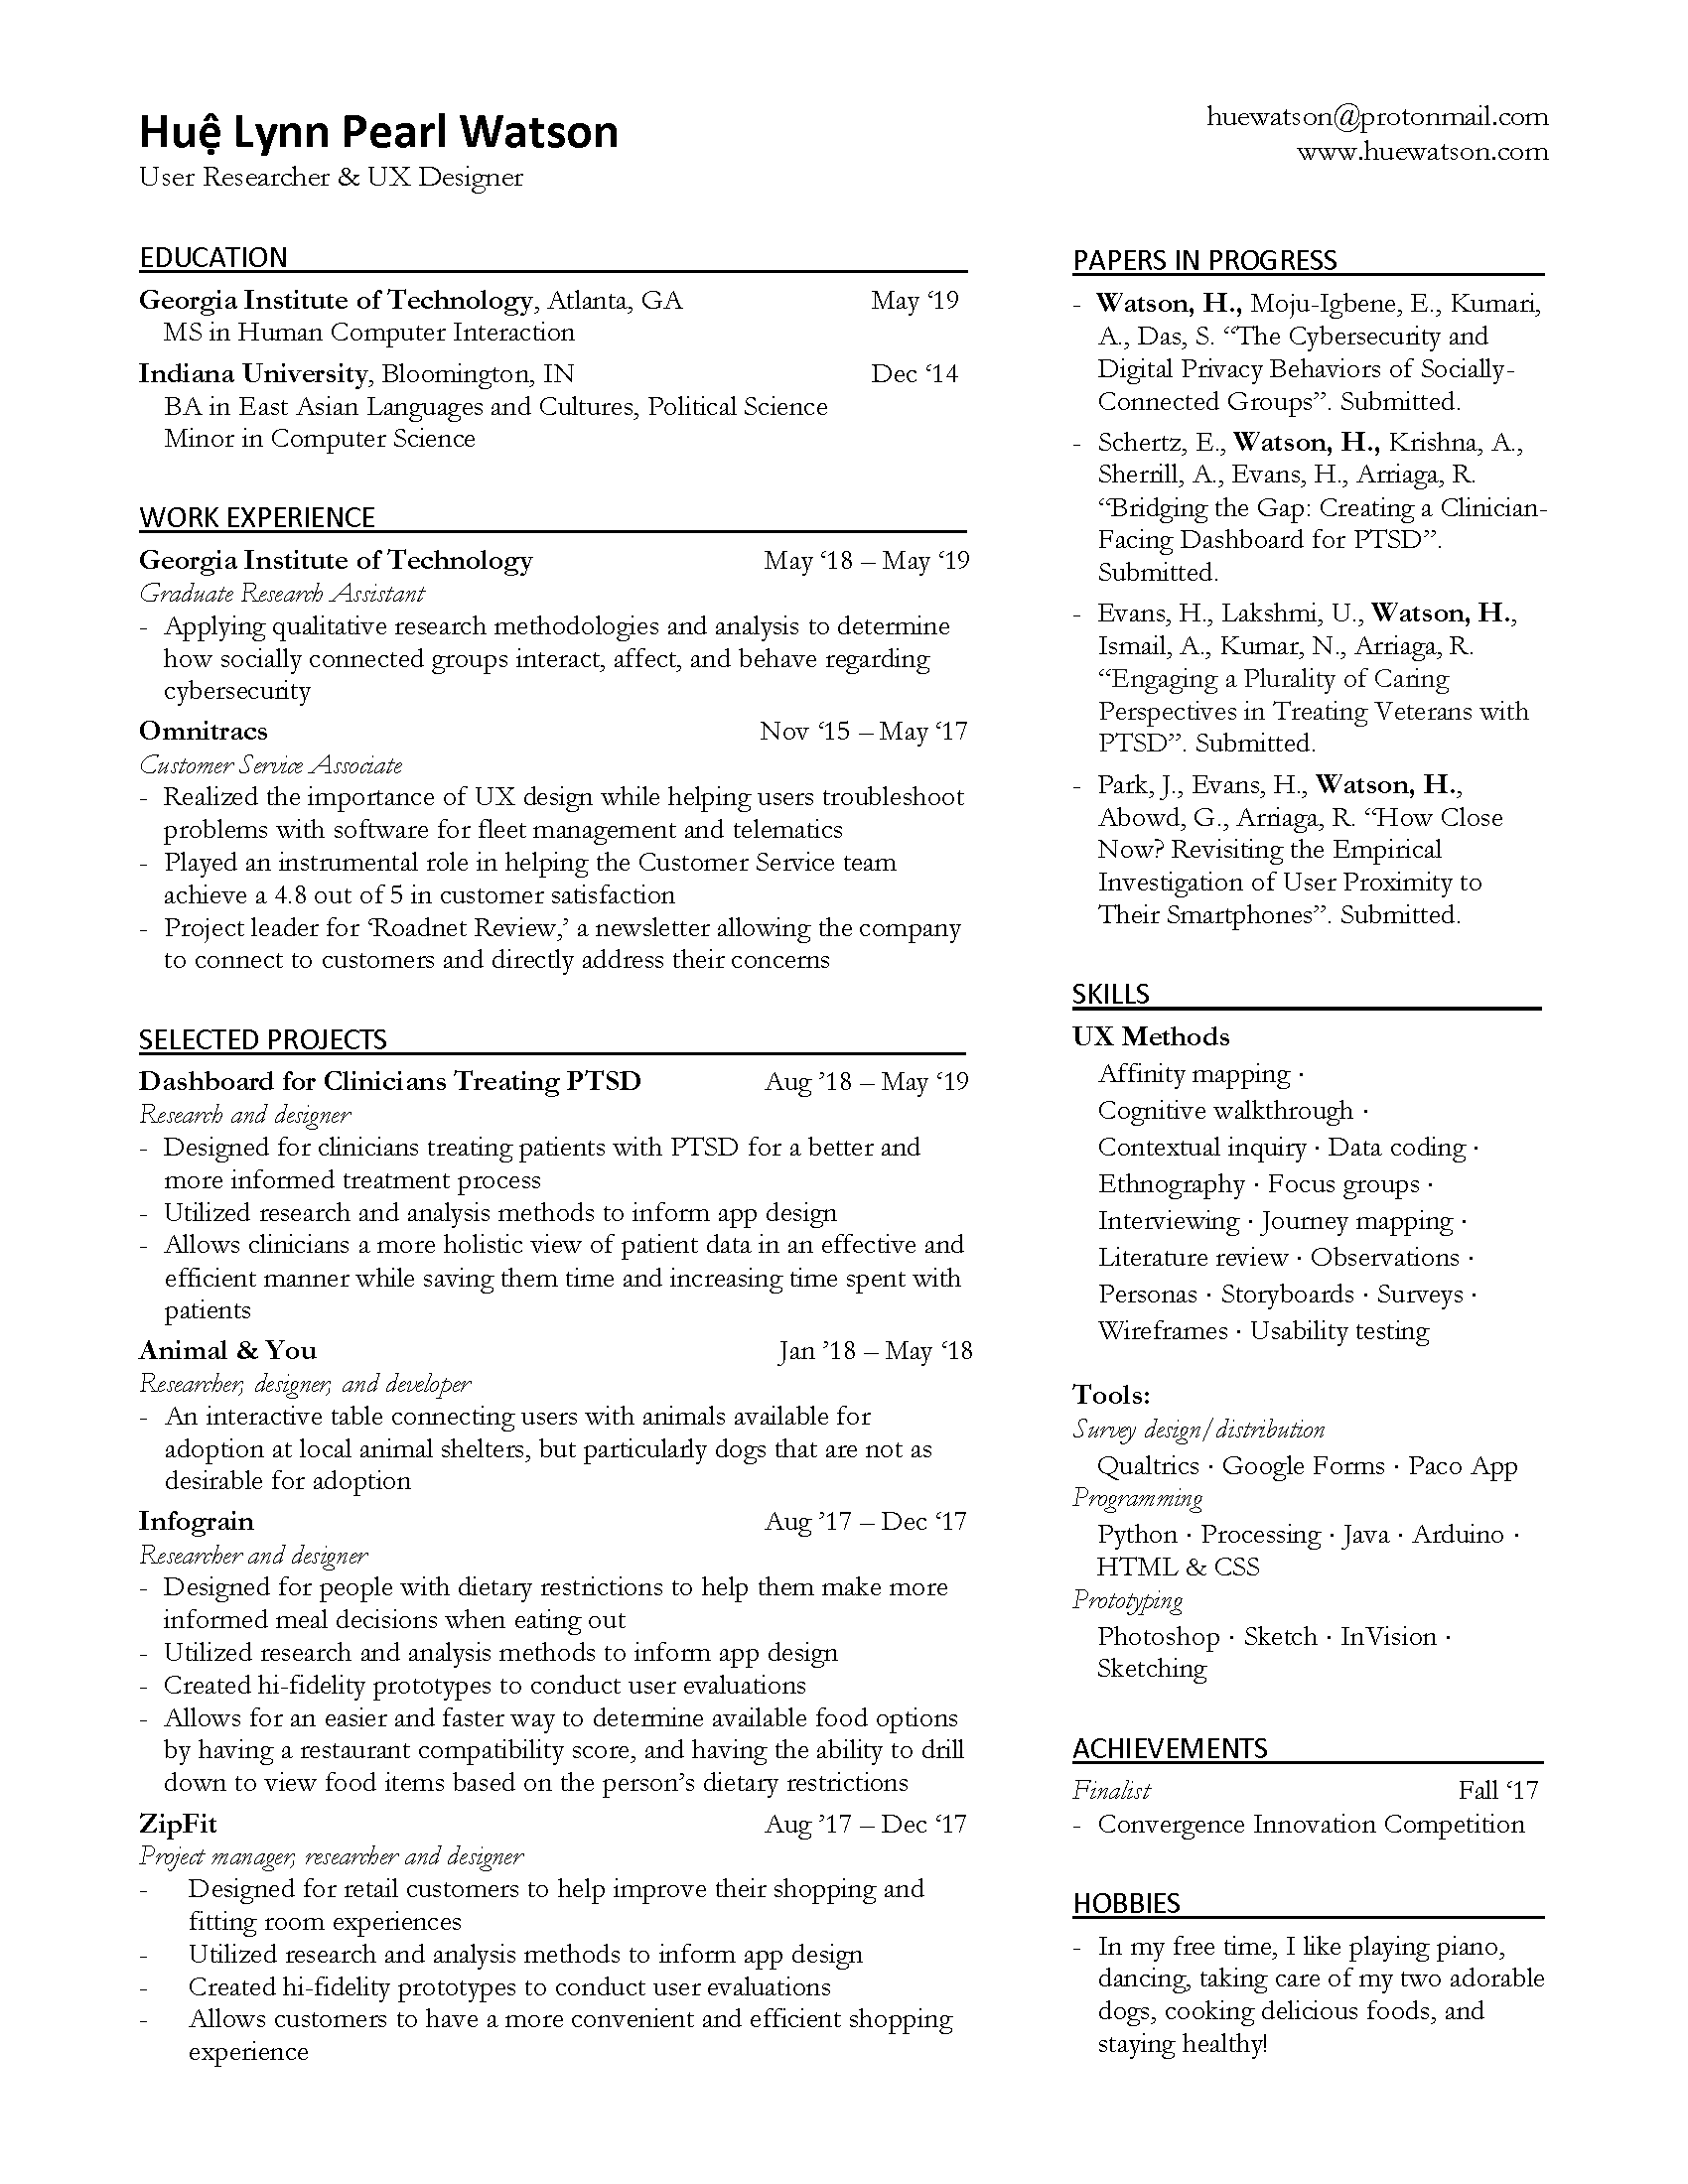 Huệ Lynn Pearl Watson
User Researcher & UX Designer
huewatson@protonmail.com
www.huewatson.com
EDUCATION
Georgia Institute of Technology, Atlanta, GA May ‘19
MS in Human Computer Interaction
Indiana University, Bloomington, IN Dec ‘14
BA in East Asian Languages and Cultures, Political Science
Minor in Computer Science
WORK EXPERIENCE
Georgia Institute of Technology May ‘18 – May ‘19
Graduate Research Assistant
- Applying qualitative research methodologies and analysis to determine
how socially connected groups interact, affect, and behave regarding
cybersecurity
Omnitracs Nov ‘15 – May ‘17
Customer Service Associate
- Realized the importance of UX design while helping users troubleshoot
problems with software for fleet management and telematics
- Played an instrumental role in helping the Customer Service team
achieve a 4.8 out of 5 in customer satisfaction
- Project leader for ‘Roadnet Review,’ a newsletter allowing the company
to connect to customers and directly address their concerns
SELECTED PROJECTS
Dashboard for Clinicians Treating PTSD Aug ’18 – May ‘19
Research and designer
- Designed for clinicians treating patients with PTSD for a better and
more informed treatment process
- Utilized research and analysis methods to inform app design
- Allows clinicians a more holistic view of patient data in an effective and
efficient manner while saving them time and increasing time spent with
patients
Animal & You Jan ’18 – May ‘18
Researcher, designer, and developer
- An interactive table connecting users with animals available for
adoption at local animal shelters, but particularly dogs that are not as
desirable for adoption
Infograin Aug ’17 – Dec ‘17
Researcher and designer
- Designed for people with dietary restrictions to help them make more
informed meal decisions when eating out
- Utilized research and analysis methods to inform app design
- Created hi-fidelity prototypes to conduct user evaluations
- Allows for an easier and faster way to determine available food options
by having a restaurant compatibility score, and having the ability to drill
down to view food items based on the person’s dietary restrictions
ZipFit Aug ’17 – Dec ‘17
Project manager, researcher and designer
- Designed for retail customers to help improve their shopping and
fitting room experiences
- Utilized research and analysis methods to inform app design
- Created hi-fidelity prototypes to conduct user evaluations
- Allows customers to have a more convenient and efficient shopping
experience
PAPERS IN PROGRESS
- Watson, H., Moju-Igbene, E., Kumari,
A., Das, S. “The Cybersecurity and
Digital Privacy Behaviors of Socially-
Connected Groups”. Submitted.
- Schertz, E., Watson, H., Krishna, A.,
Sherrill, A., Evans, H., Arriaga, R.
“Bridging the Gap: Creating a Clinician-
Facing Dashboard for PTSD”.
Submitted.
- Evans, H., Lakshmi, U., Watson, H.,
Ismail, A., Kumar, N., Arriaga, R.
“Engaging a Plurality of Caring
Perspectives in Treating Veterans with
PTSD”. Submitted.
- Park, J., Evans, H., Watson, H.,
Abowd, G., Arriaga, R. “How Close
Now? Revisiting the Empirical
Investigation of User Proximity to
Their Smartphones”. Submitted.
SKILLS
UX Methods
Affinity mapping ·
Cognitive walkthrough ·
Contextual inquiry · Data coding ·
Ethnography · Focus groups ·
Interviewing · Journey mapping ·
Literature review · Observations ·
Personas · Storyboards · Surveys ·
Wireframes · Usability testing
Tools:
Survey design/distribution
Qualtrics · Google Forms · Paco App
Programming
Python · Processing · Java · Arduino ·
HTML & CSS
Prototyping
Photoshop · Sketch · InVision ·
Sketching
ACHIEVEMENTS
Finalist Fall ‘17
- Convergence Innovation Competition
HOBBIES
- In my free time, I like playing piano,
dancing, taking care of my two adorable
dogs, cooking delicious foods, and
staying healthy!